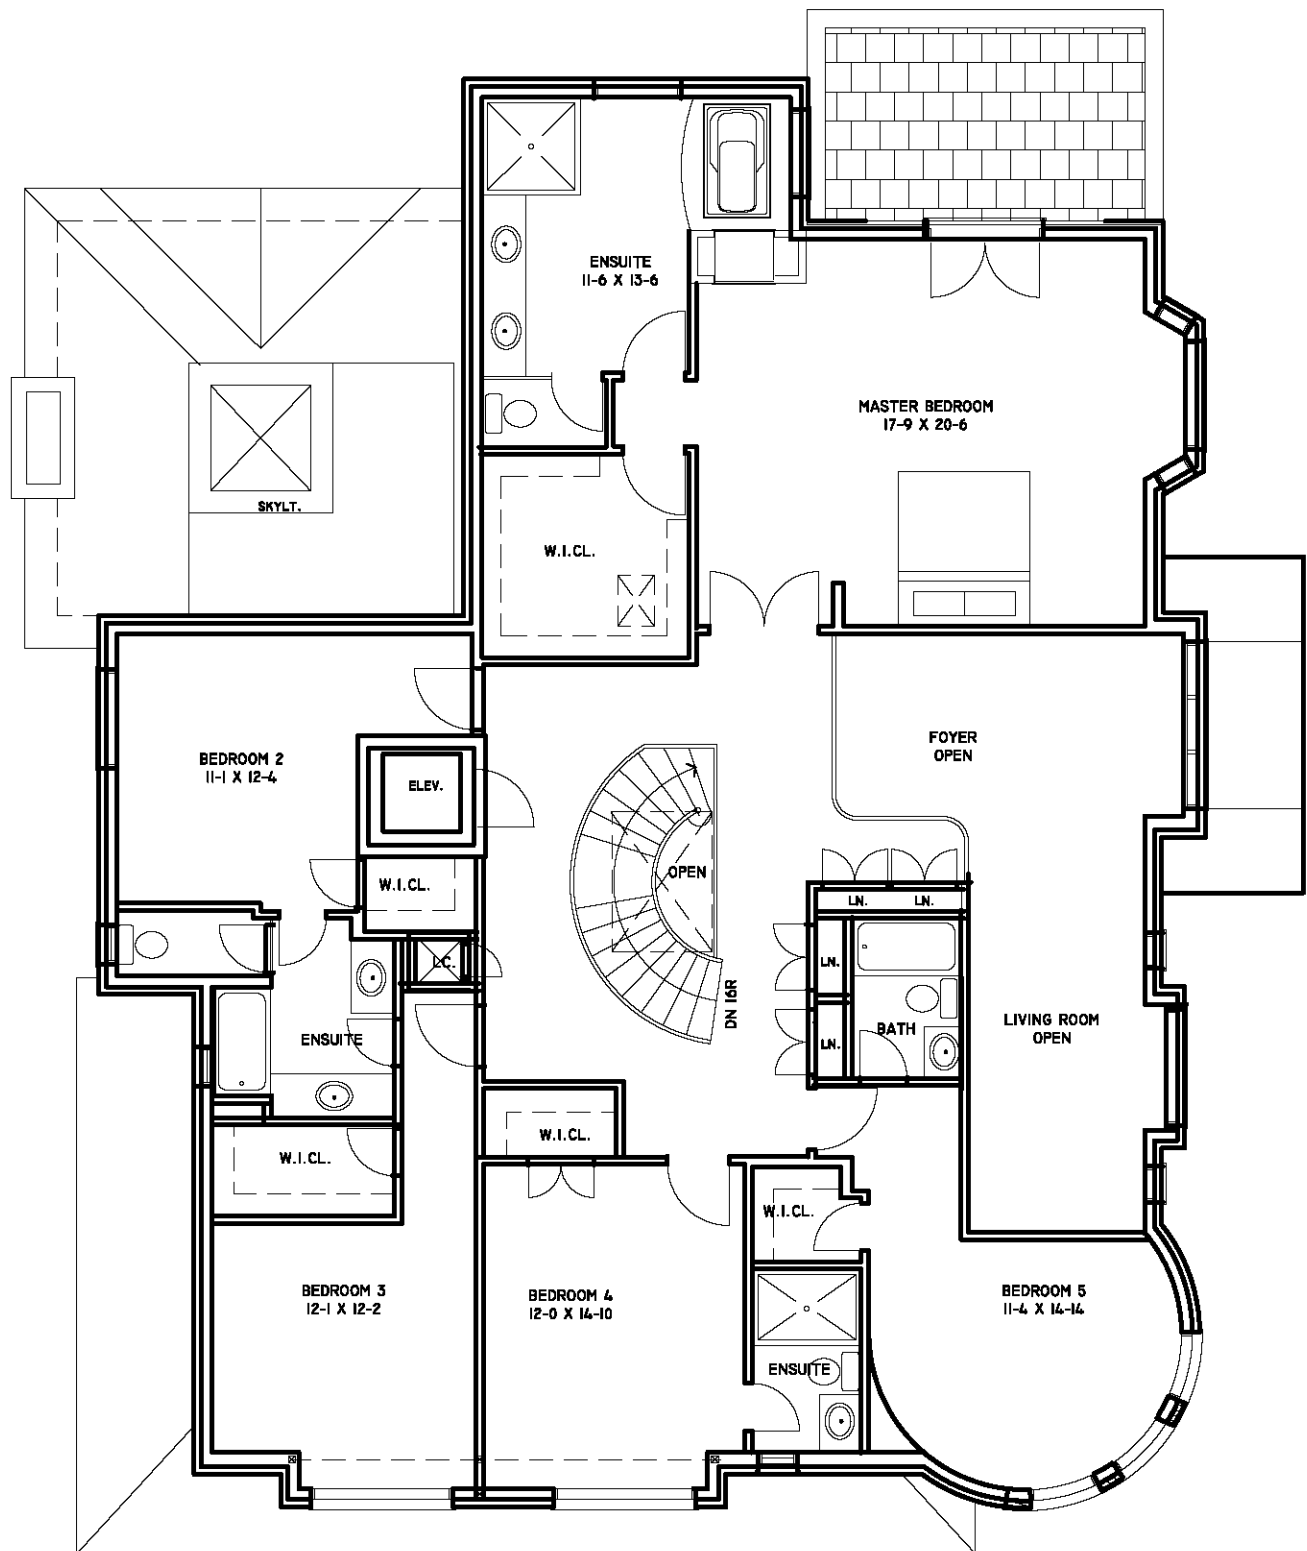 ENSUITE
11-6 X 13-6
MASTER BEDROOM
17-9 X 20-6
SKYLT.
W.I.CL.
FOYER
OPEN
BEDROOM 2
11-1 X 12-4
ELEV.
OPEN
W.I.CL.
LN.
LN.
LN.
L.C.
DN 16R
LIVING ROOM
OPEN
BATH
ENSUITE
LN.
W.I.CL.
W.I.CL.
W.I.CL.
BEDROOM 3
12-1 X 12-2
BEDROOM 4
12-0 X 14-10
BEDROOM 5
11-4 X 14-14
ENSUITE